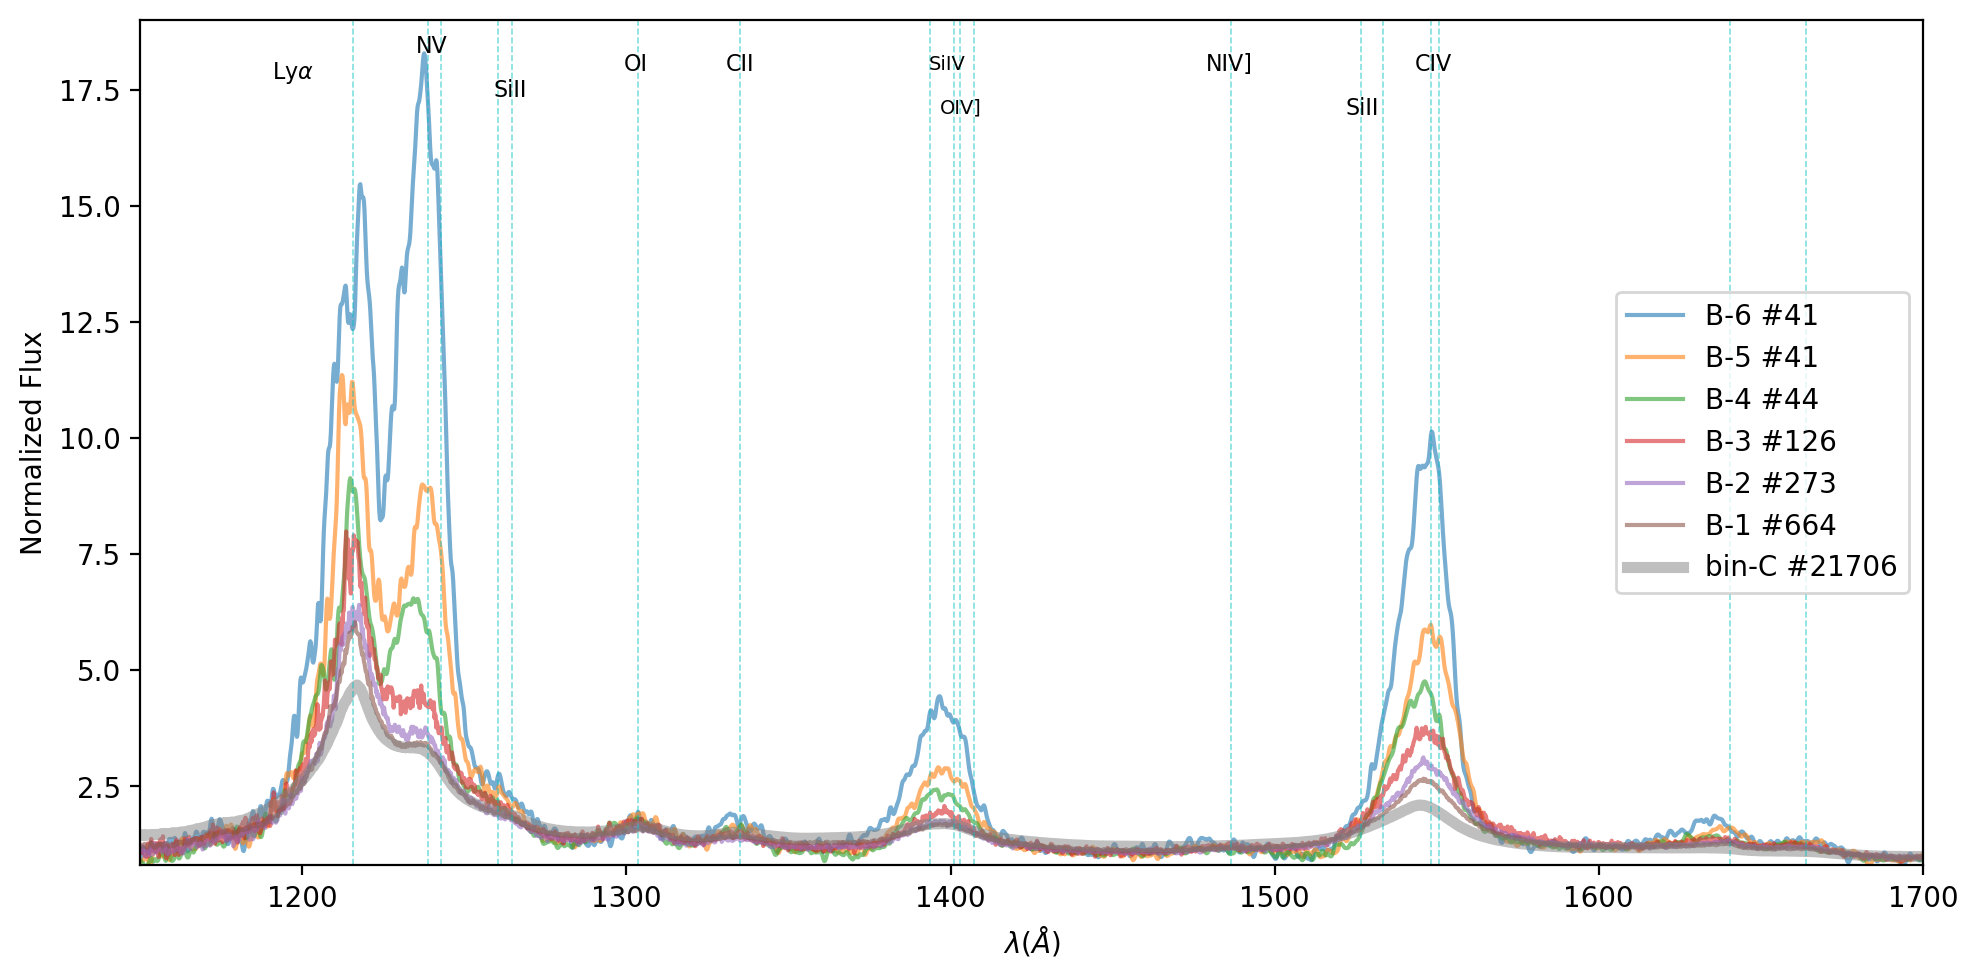 NV
Lyα
SiII
OI
CII
SiIV
OIV]
NIV]
CIV
SiII
17.5
15.0
12.5
10.0
7.5
5.0
2.5
Normalized Flux
B-6 #41
B-5 #41
B-4 #44
B-3 #126
B-2 #273
B-1 #664
bin-C #21706
1200
1300
1400
1500
1600
1700
λ(Å)